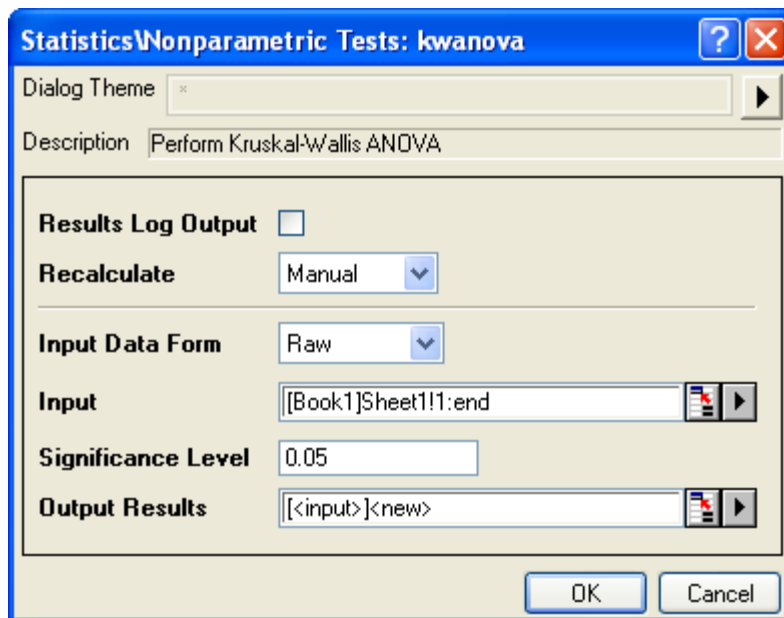 Statistics\Nonparametric Tests: kwanova
Dialog Theme *
Description Perform Kruskal-Wallis ANOVA
Results Log Output
Recalculate Manual
Input Data Form Raw
Input [Book1]Sheet1!1:end
Significance Level 0.05
Output Results [<input>]<new>
OK Cancel